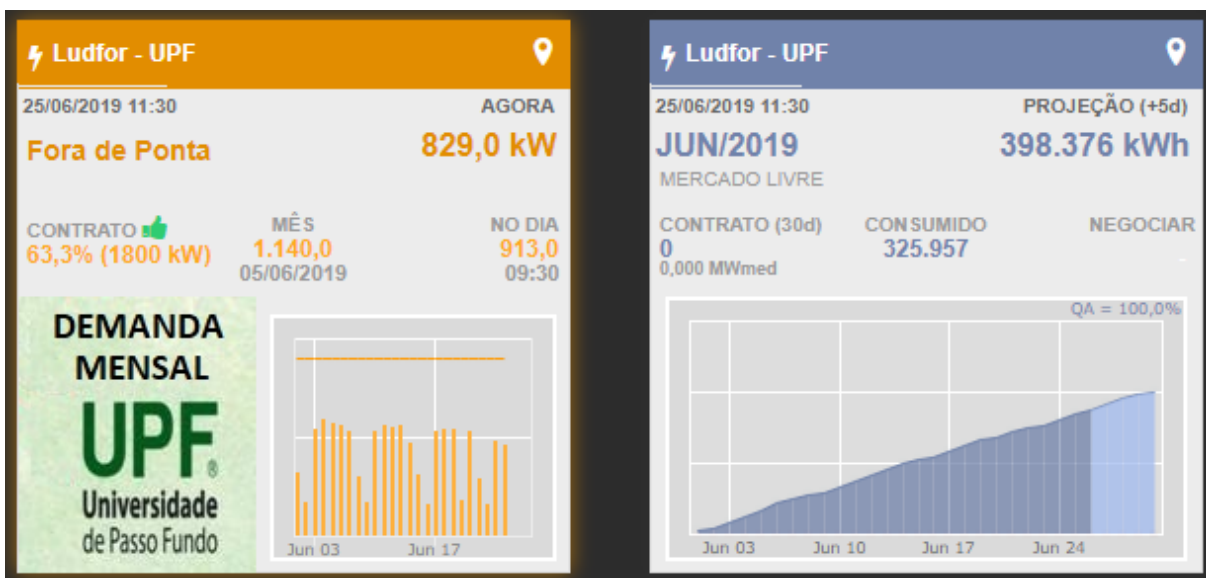 Ludfor - UPF
25/06/2019 11:30 AGORA
Fora de Ponta 829,0 kW
CONTRATO MÊS NO DIA
63,3% (1800 kW) 1.140,0 913,0
05/06/2019 09:30
DEMANDA
MENSAL
UPF®
Universidade
de Passo Fundo
Jun 03 Jun 17
Ludfor - UPF
25/06/2019 11:30 PROJEÇÃO (+5d)
JUN/2019 398.376 kWh
MERCADO LIVRE
CONTRATO (30d) CONSUMIDO NEGOCIAR
0 325.957 -
0,000 MWmed
QA = 100,0%
Jun 03 Jun 10 Jun 17 Jun 24